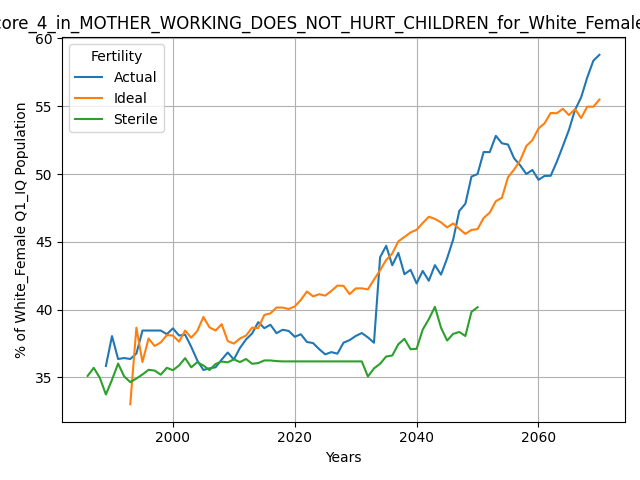 core_4_in_MOTHER_WORKING_DOES_NOT_HURT_CHILDREN_for_White_Female
Fertility
Actual
Ideal
Sterile
% of White_Female Q1_IQ Population
60
55
50
45
40
35
2000 2020 2040 2060
Years